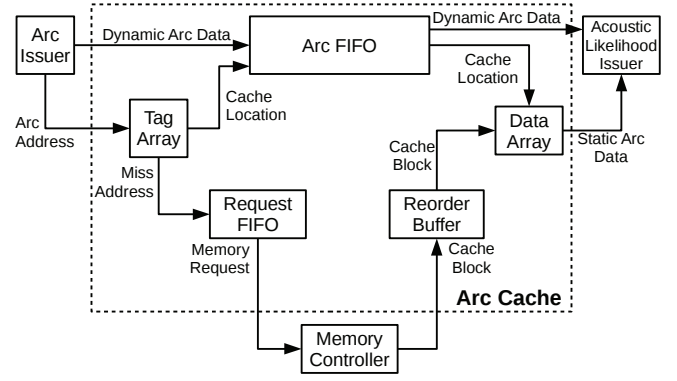 Arc
Issuer
Dynamic Arc Data
Arc FIFO
Dynamic Arc Data
Acoustic
Likelihood
Issuer
Cache
Location
Cache
Location
Arc
Address
Tag
Array
Data
Array
Static Arc
Data
Miss
Address
Cache
Block
Request
FIFO
Reorder
Buffer
Memory
Request
Cache
Block
Arc Cache
Memory
Controller